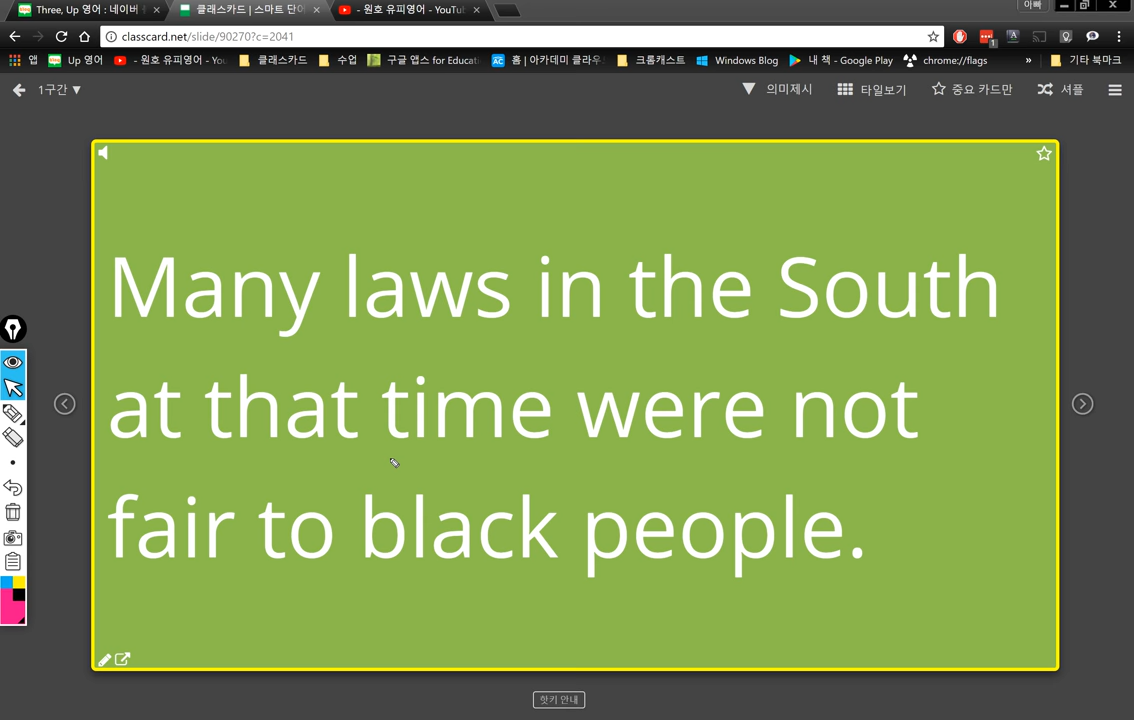 Three, Up 영어 : 네이버
클래스카드 | 스마트 단어
- 원호 유피영어 - YouTu
아빠
classcard.net/slide/90270?c=2041
1
앱
Up 영어
- 원호 유피영어 - You
클래스카드
수업
구글 앱스 for Educati
홈 | 아카데미 클라우
크롬캐스트
Windows Blog
내 책 - Google Play
chrome://flags
»
기타 북마크
1구간 ▼
▼ 의미제시
타일보기
중요 카드만
셔플
Many laws in the South
at that time were not
fair to black people.
핫키 안내